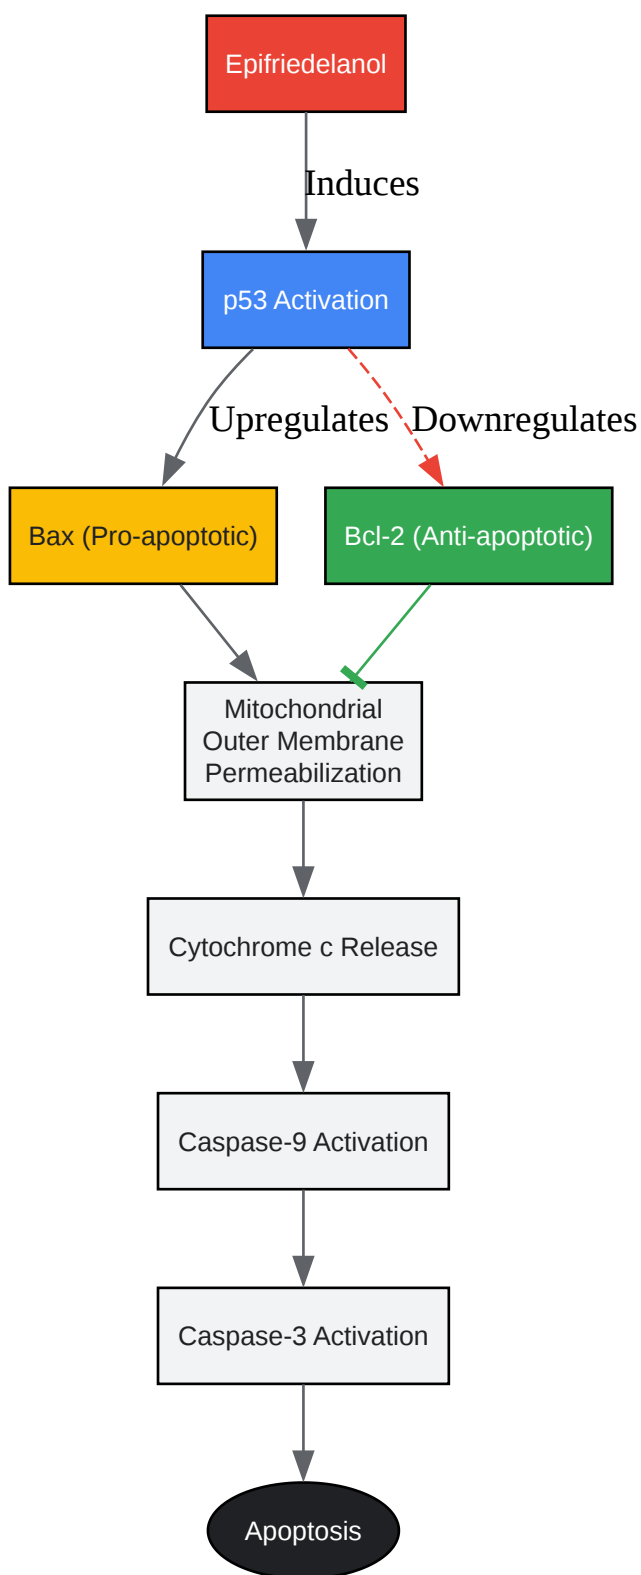 Epifriedelanol
Induces
p53 Activation
Upregulates
Downregulates
Bax (Pro-apoptotic)
Bcl-2 (Anti-apoptotic)
Mitochondrial
Outer Membrane
Permeabilization
Cytochrome c Release
Caspase-9 Activation
Caspase-3 Activation
Apoptosis